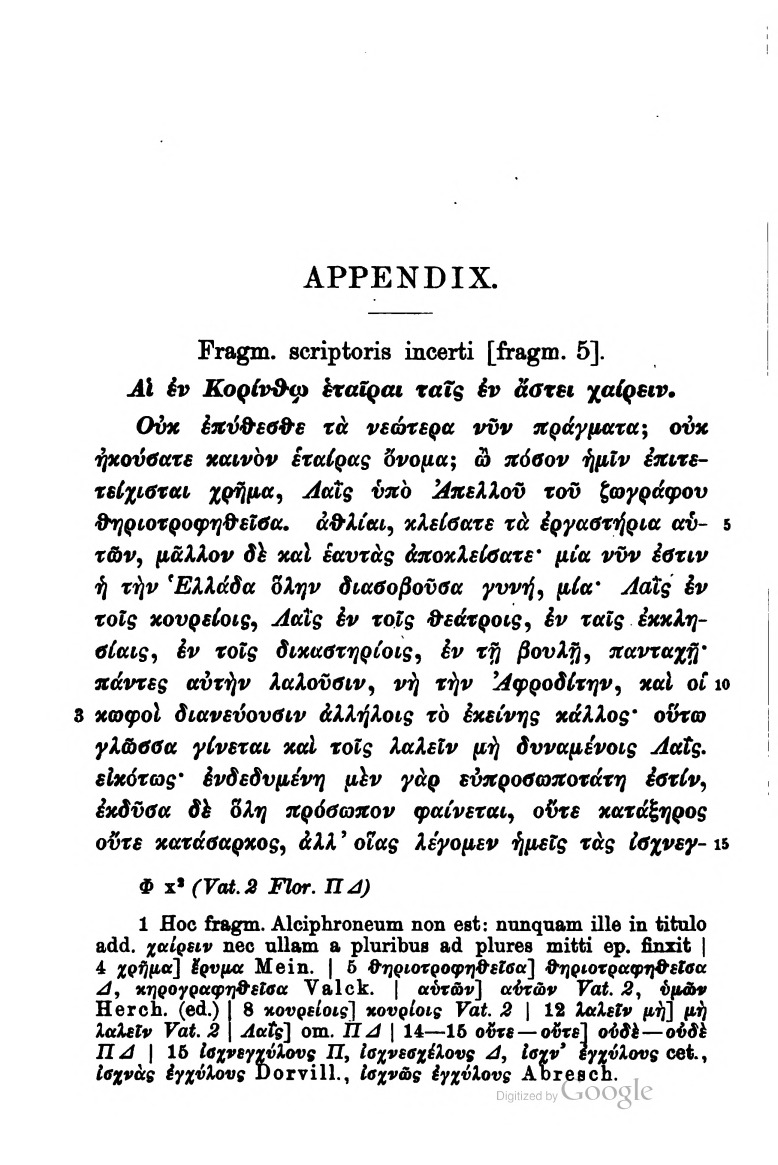 APPENDIX.
Fragm. scriptoris incerti [fragm. 5].
Αἱ ἐν Κορίνθῳ ἑταῖραι ταῖς ἐν ἄστει χαίρειν.
Οὐκ ἐπύθεσθε τὰ νεώτερα νῦν πράγματα; οὐκ
ἠκούσατε καινὸν ἑταίρας ὄνομα; ὢ πόσον ἡμῖν ἐπιτε-
τείχισται χρῆμα, Λαῒς ὑπὸ Ἀπελλοῦ τοῦ ζωγράφου
θηριοτροφηθεῖσα. ἄθλιαι, κλείσατε τὰ ἐργαστήρια αὑ- 5
τῶν, μᾶλλον δὲ καὶ ἑαυτὰς ἀποκλείσατε· μία νῦν ἐστιν
ἡ τὴν Ἑλλάδα ὅλην διασοβοῦσα γυνή, μία· Λαῒς ἐν
τοῖς κουρείοις, Λαῒς ἐν τοῖς θεάτροις, ἐν ταῖς ἐκκλη-
σίαις, ἐν τοῖς δικαστηρίοις, ἐν τῇ βουλῇ, πανταχῇ·
πάντες αὐτὴν λαλοῦσιν, νὴ τὴν Ἀφροδίτην, καὶ οἱ 10
3 κωφοὶ διανεύουσιν ἀλλήλοις τὸ ἐκείνης κάλλος· οὕτω
γλῶσσα γίνεται καὶ τοῖς λαλεῖν μὴ δυναμένοις Λαΐς.
εἰκότως· ἐνδεδυμένη μὲν γὰρ εὐπροσωποτάτη ἐστίν,
ἐκδῦσα δὲ ὅλη πρόσωπον φαίνεται, οὔτε κατάξηρος
οὔτε κατάσαρκος, ἀλλ’ οἵας λέγομεν ἡμεῖς τὰς ἰσχνεγ- 15
Φ x² (Vat. 2 Flor. Π Δ)
1 Hoc fragm. Alciphroneum non est: nunquam ille in titulo
add. χαίρειν nec ullam a pluribus ad plures mitti ep. finxit |
4 χρῆμα] ἔρυμα Mein. | 5 θηριοτροφηθεῖσα] θηριοτραφηθεῖσα
Δ, κηρογραφηθεῖσα Valck. | αὑτῶν] αὐτῶν Vat. 2, ὑμῶν
Herch. (ed.) | 8 κουρείοις] κουρίοις Vat. 2 | 12 λαλεῖν μὴ] μὴ
λαλεῖν Vat. 2 | Λαΐς] om. Π Δ | 14—15 οὔτε—οὔτε] οὐδὲ—οὐδὲ
Π Δ | 15 ἰσχνεγχύλους Π, ἰσχνεσχέλους Δ, ἰσχν’ ἐγχύλους cet.,
ἰσχνὰς ἐγχύλους Dorvill., ἰσχνῶς ἐγχύλους Abresch.
Digitized by Google